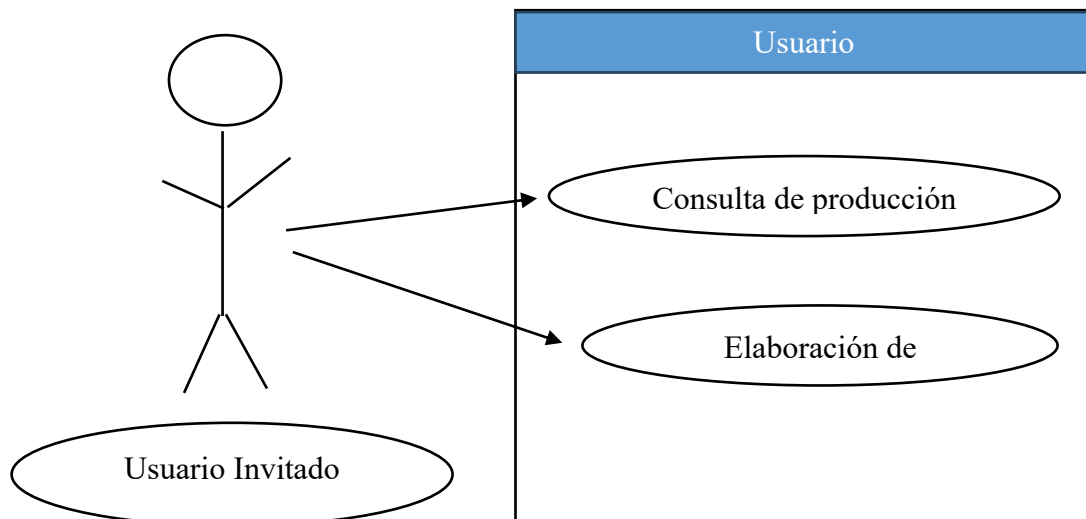 Usuario
Consulta de producción
Elaboración de
Usuario Invitado